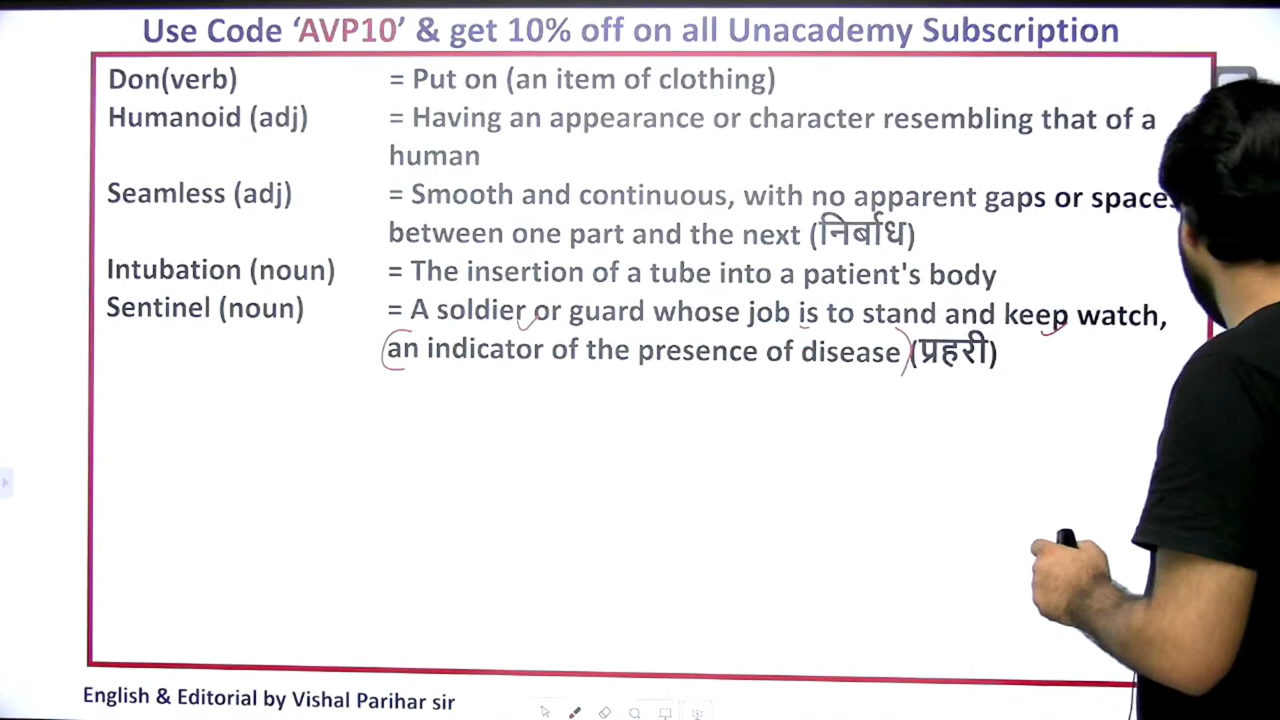 Use Code ‘AVP10’ & get 10% off on all Unacademy Subscription
Don(verb) = Put on (an item of clothing)
Humanoid (adj) = Having an appearance or character resembling that of a
human
Seamless (adj) = Smooth and continuous, with no apparent gaps or spaces
between one part and the next (निर्बाध)
Intubation (noun) = The insertion of a tube into a patient's body
Sentinel (noun) = A soldier or guard whose job is to stand and keep watch,
an indicator of the presence of disease (प्रहरी)
English & Editorial by Vishal Parihar sir